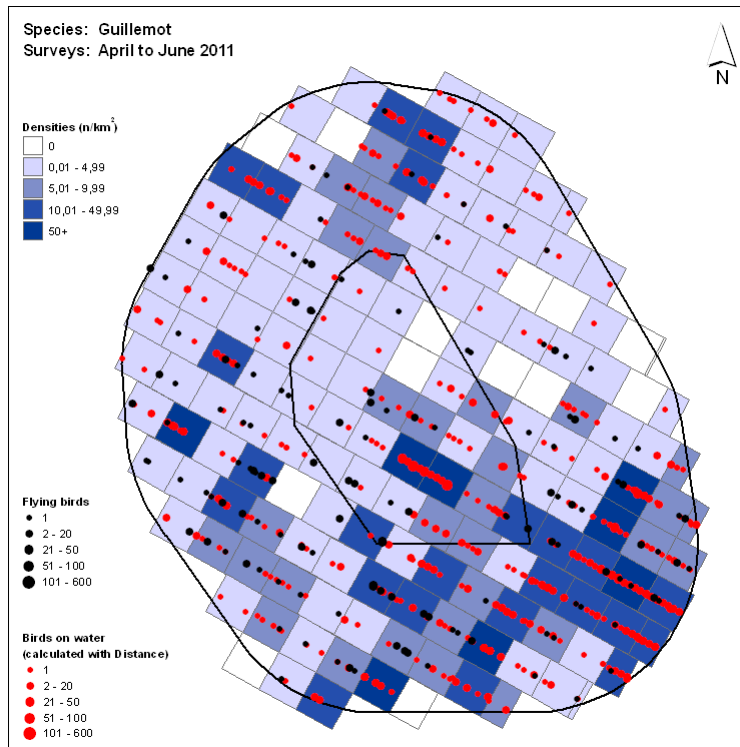 Species: Guillemot
Surveys: April to June 2011
N
Densities (n/km²)
0
0,01 - 4,99
5,01 - 9,99
10,01 - 49,99
50+
Flying birds
1
2 - 20
21 - 50
51 - 100
101 - 600
Birds on water
(calculated with Distance)
1
2 - 20
21 - 50
51 - 100
101 - 600